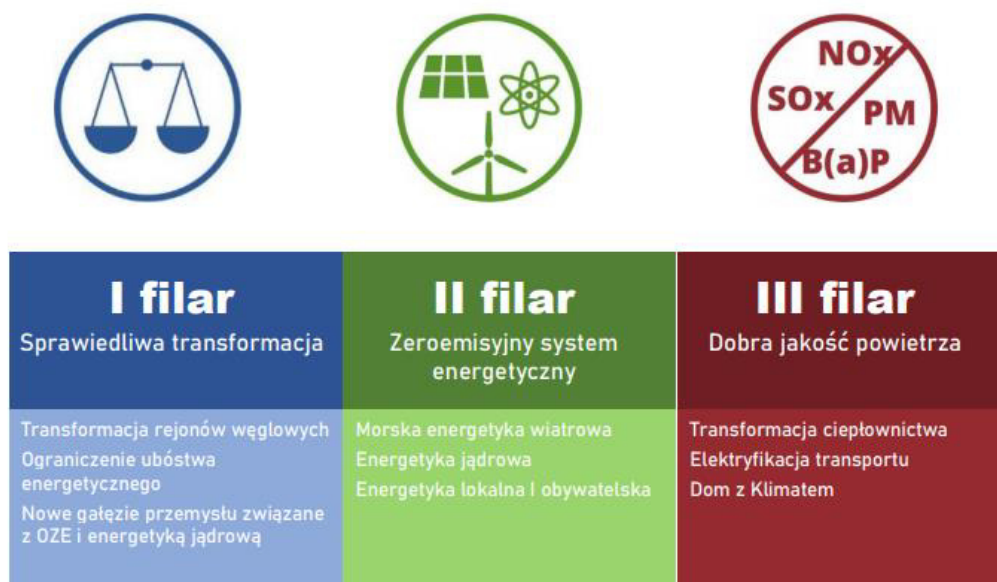 NOx
SOx
PM
B(a)P
I filar
Sprawiedliwa transformacja
Transformacja rejonów węglowych
Ograniczenie ubóstwa
energetycznego
Nowe gałęzie przemysłu związane
z OZE i energetyką jądrową
II filar
Zeroemisyjny system
energetyczny
Morska energetyka wiatrowa
Energetyka jądrowa
Energetyka lokalna I obywatelska
III filar
Dobra jakość powietrza
Transformacja ciepłownictwa
Elektryfikacja transportu
Dom z Klimatem